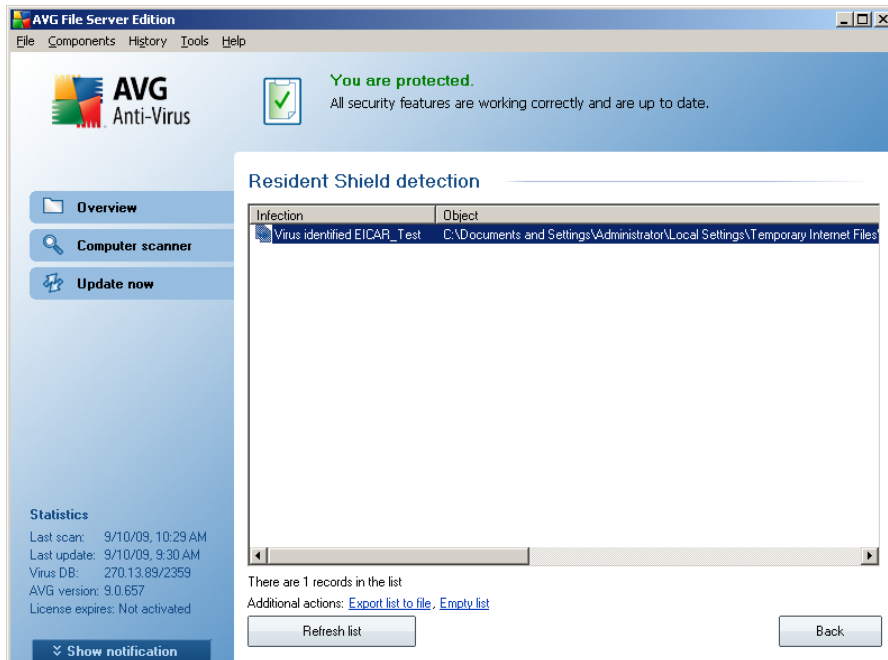 AVG File Server Edition
File Components History Tools Help
AVG
Anti-Virus
You are protected.
All security features are working correctly and are up to date.
Overview
Computer scanner
Update now
Resident Shield detection
Infection Object
Virus identified EICAR_Test C:\Documents and Settings\Administrator\Local Settings\Temporary Internet Files\
There are 1 records in the list
Additional actions: Export list to file, Empty list
Refresh list Back
Statistics
Last scan: 9/10/09, 10:29 AM
Last update: 9/10/09, 9:30 AM
Virus DB: 270.13.89/2359
AVG version: 9.0.657
License expires: Not activated
Show notification